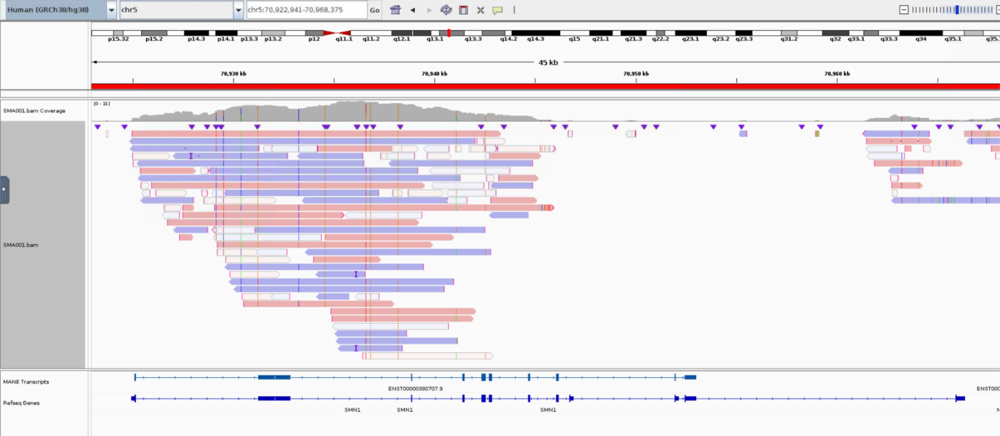 Human (GRCh38/hg38) chr5 chr5:70,922,941-70,968,375 Go
p15.32 p15.2 p14.3 p14.1 p13.3 p13.2 p12 q11.1 q11.2 q12.1 q13.1 q13.3 q14.2 q14.3 q15 q21.1 q21.3 q22.2 q23.1 q23.2 q23.3 q31.2 q32 q33.1 q33.3 q34 q35.1 q35.
45 kb
70,930 kb 70,940 kb 70,950 kb 70,960 kb
[0 - 31]
SMA001.bam Coverage
SMA001.bam
MANE Transcripts
ENST00000380707.9 ENST000
Refseq Genes
SMN1 SMN1 SMN1 N